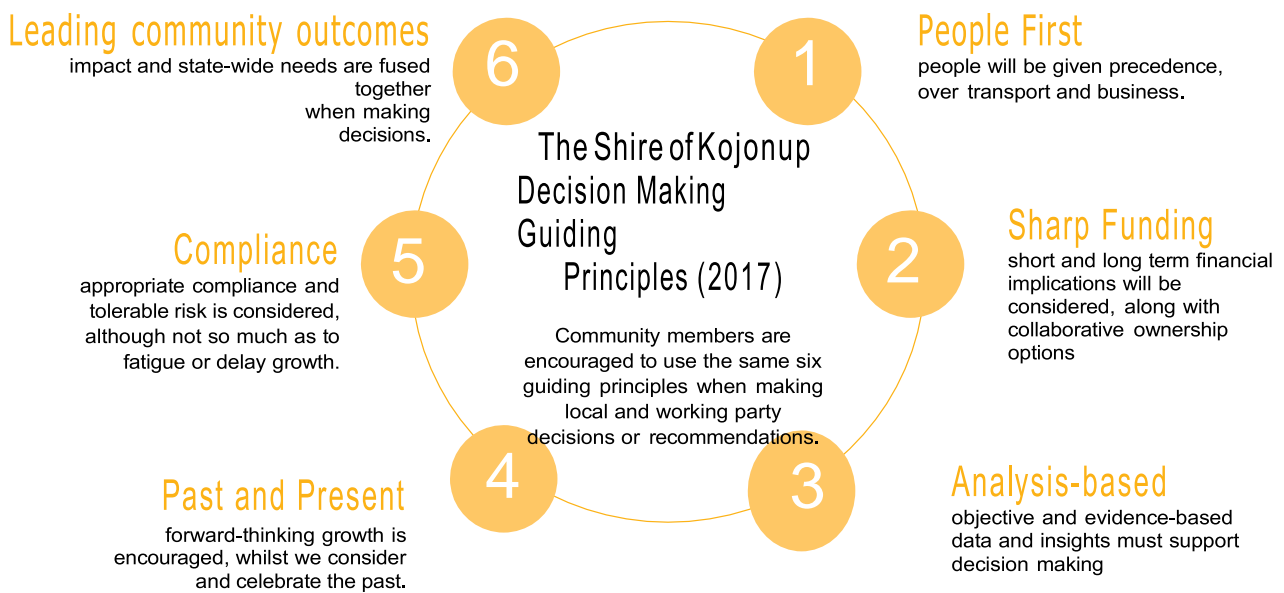 The Shire of Kojonup
Decision Making
Guiding
Principles (2017)
Community members are
encouraged to use the same six
guiding principles when making
local and working party
decisions or recommendations.
1
People First
people will be given precedence,
over transport and business.
2
Sharp Funding
short and long term financial
implications will be
considered, along with
collaborative ownership
options
3
Analysis-based
objective and evidence-based
data and insights must support
decision making
4
Past and Present
forward-thinking growth is
encouraged, whilst we consider
and celebrate the past.
5
Compliance
appropriate compliance and
tolerable risk is considered,
although not so much as to
fatigue or delay growth.
6
Leading community outcomes
impact and state-wide needs are fused
together
when making
decisions.